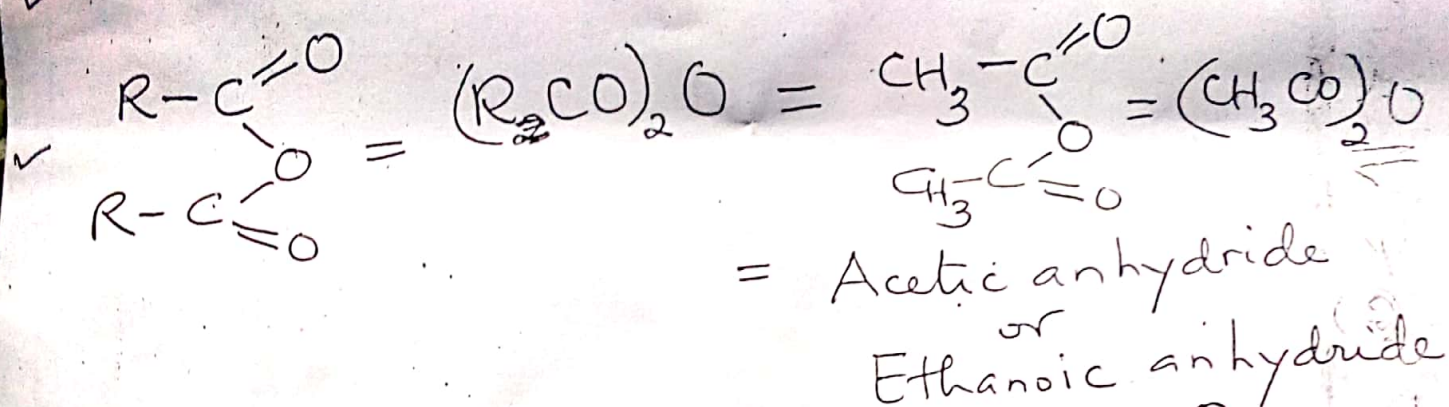 R-C=O
O = (R₂CO)₂O = CH₃-C=O
O = (CH₃CO)₂O
R-C=O
CH₃-C=O
= Acetic anhydride
or
Ethanoic anhydride